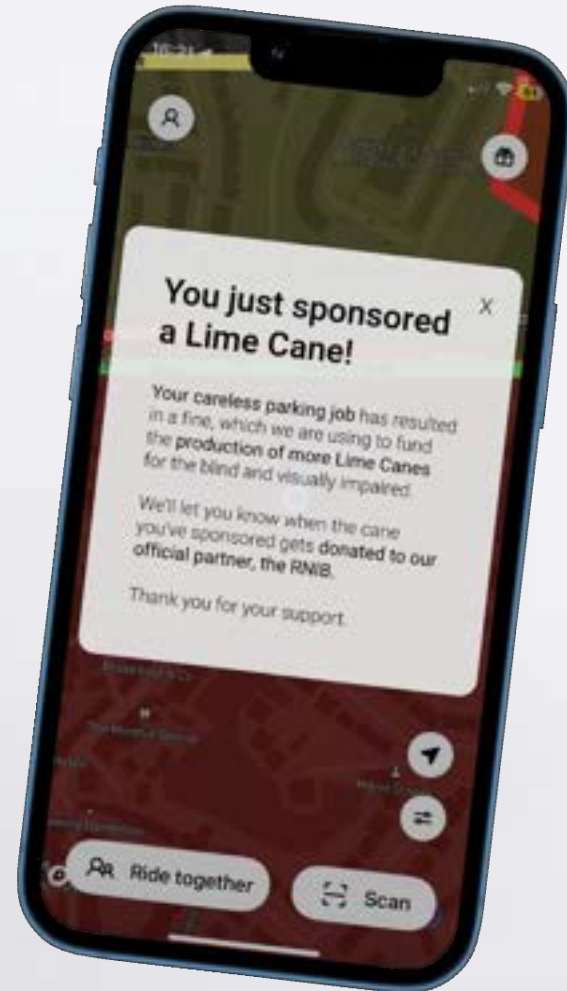 16:21
64
You just sponsored
a Lime Cane!
X
Your careless parking job has resulted
in a fine, which we are using to fund
the production of more Lime Canes
for the blind and visually impaired.
We'll let you know when the cane
you've sponsored gets donated to our
official partner, the RNIB.
Thank you for your support.
Ride together
Scan